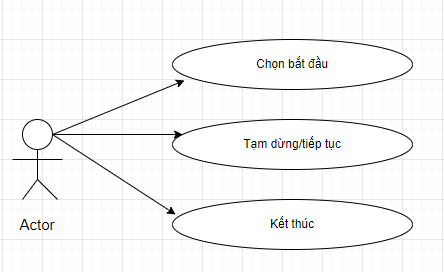 Chọn bắt đầu
Tạm dừng/tiếp tục
Kết thúc
Actor